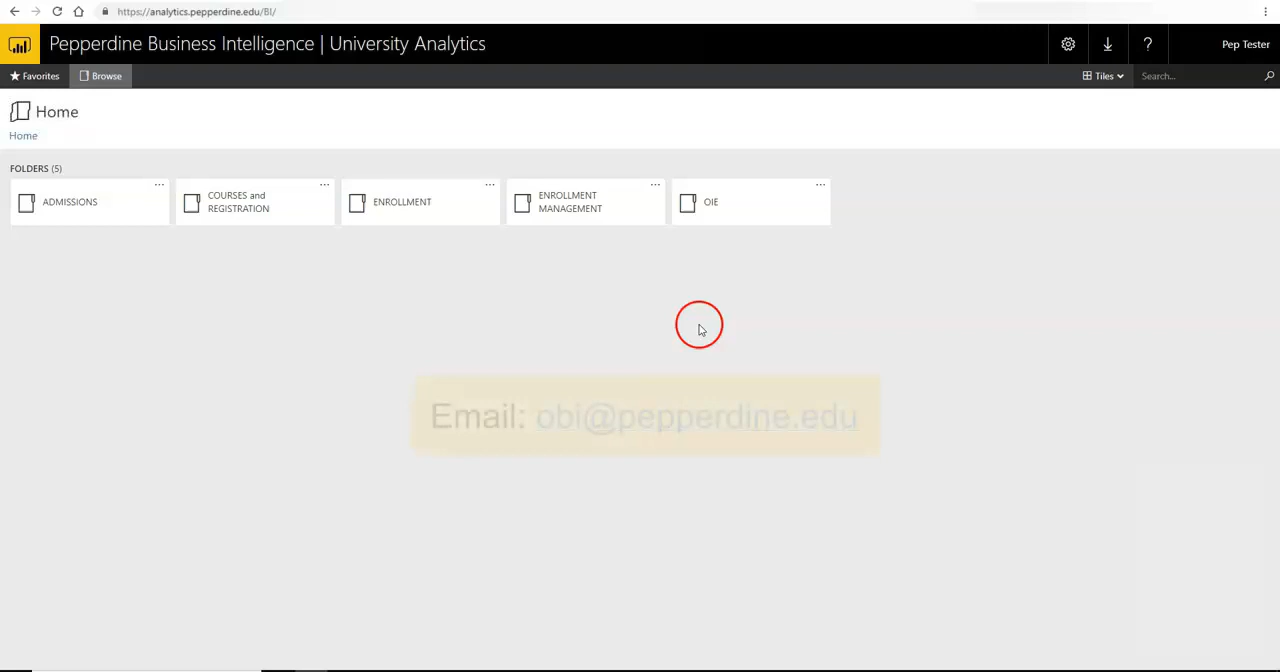 https://analytics.pepperdine.edu/BI/
Pepperdine Business Intelligence | University Analytics
?
Pep Tester
Favorites
Browse
Tiles
Search...
Home
Home
FOLDERS (5)
...
...
...
...
...
ADMISSIONS
COURSES and
REGISTRATION
ENROLLMENT
ENROLLMENT
MANAGEMENT
OIE
Email: obi@pepperdine.edu